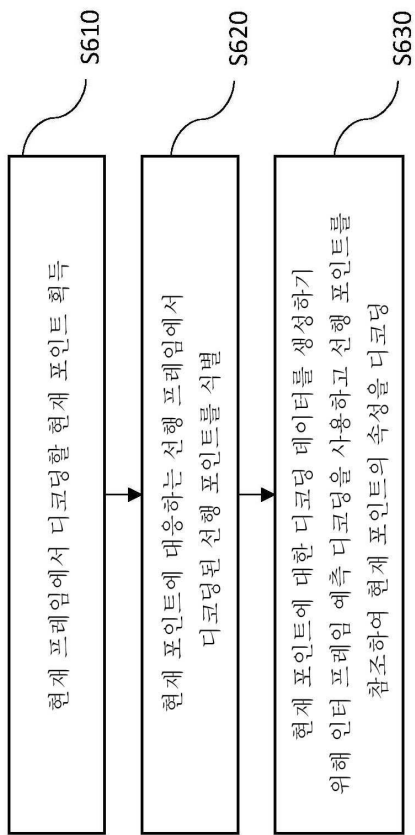 현재 프레임에서 디코딩할 현재 포인트 획득
S610
현재 포인트에 대응하는 선행 프레임에서
디코딩된 선행 포인트를 식별
S620
현재 포인트에 대한 디코딩 데이터를 생성하기
위해 인터 프레임 예측 디코딩을 사용하고 선행 포인트를
참조하여 현재 포인트의 속성을 디코딩
S630